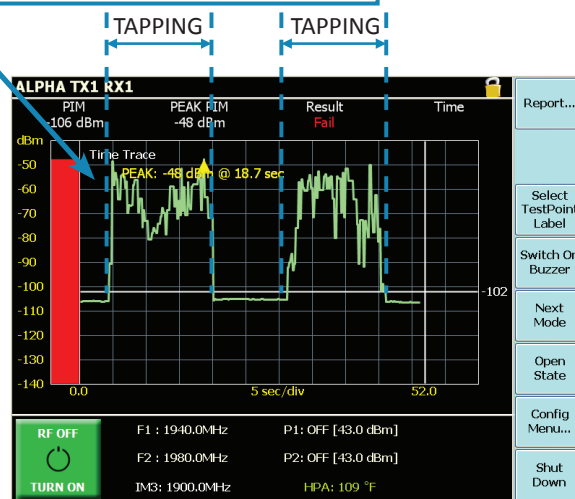 TAPPING TAPPING
ALPHA TX1 RX1
PIM PEAK PIM Result Time
-106 dBm -48 dBm Fail
dBm
Time Trace
PEAK: -48 dBm @ 18.7 sec
-50
-60
-70
-80
-90
-100
-102
-110
-120
-130
-140
0.0 5 sec/div 52.0
RF OFF
TURN ON
F1 : 1940.0MHz P1: OFF [43.0 dBm]
F2 : 1980.0MHz P2: OFF [43.0 dBm]
IM3: 1900.0MHz HPA: 109 °F
Report...
Select
TestPoint
Label
Switch On
Buzzer
Next
Mode
Open
State
Config
Menu...
Shut
Down